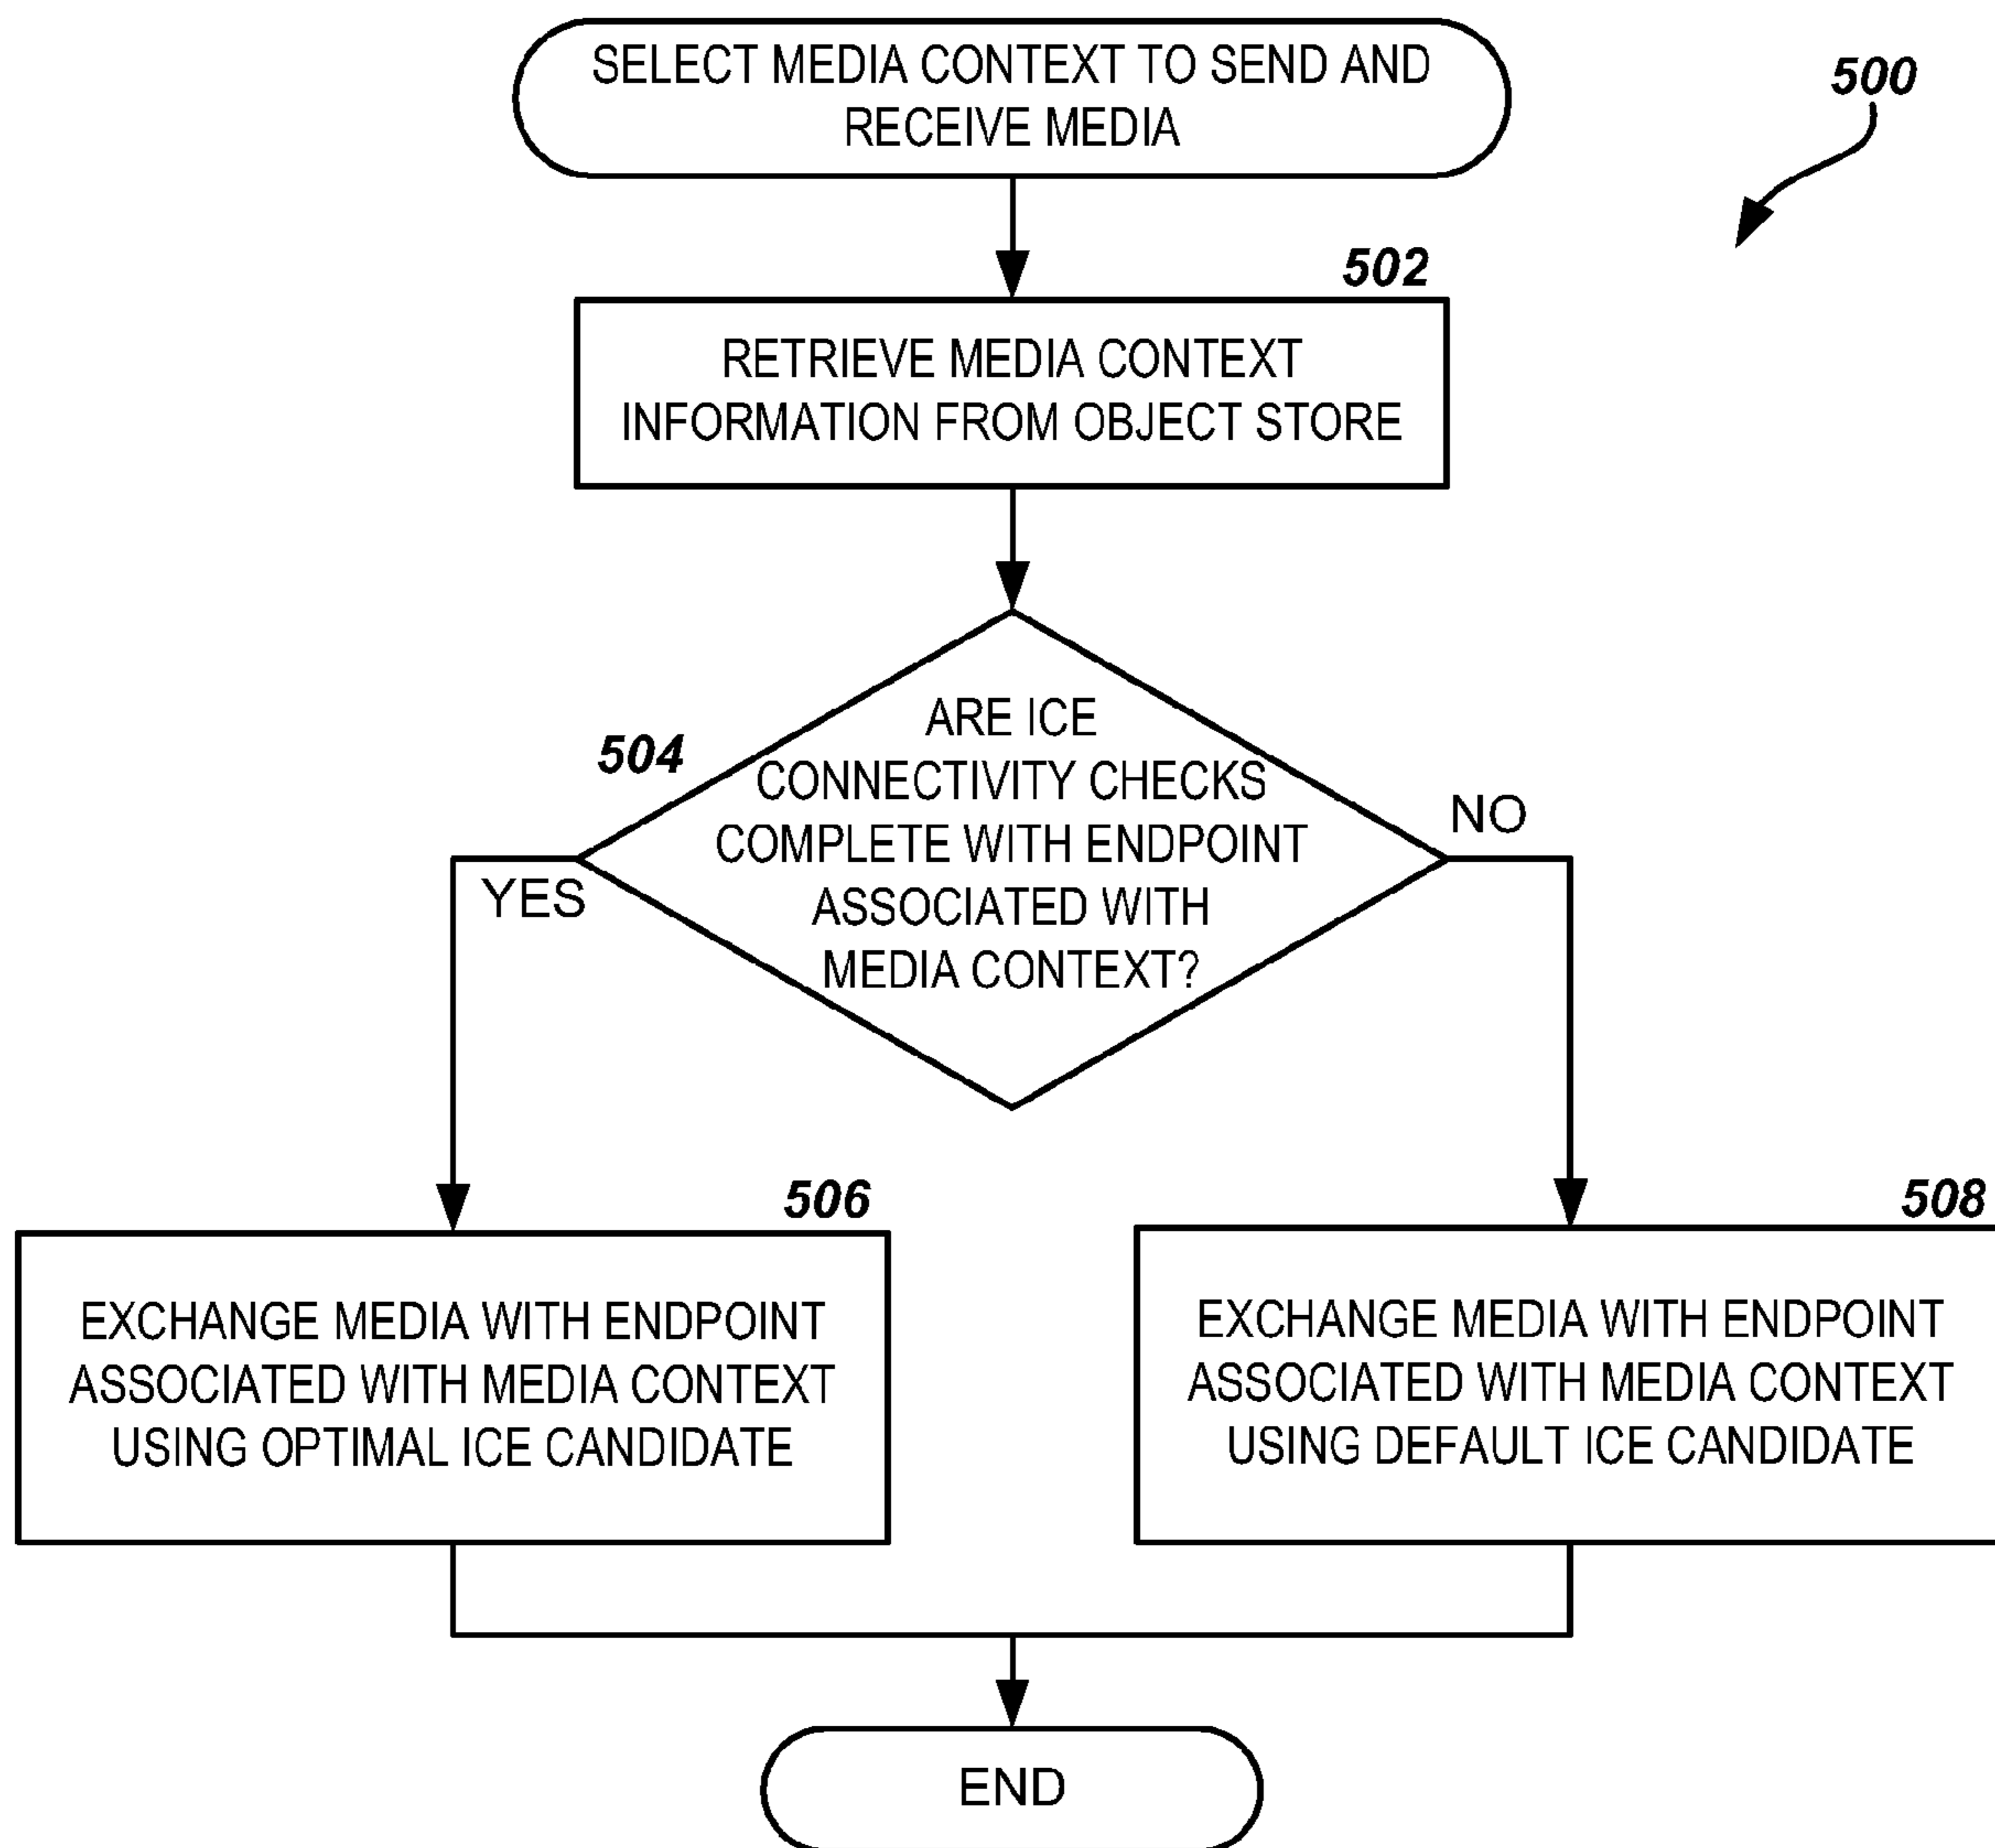 SELECT MEDIA CONTEXT TO SEND AND
RECEIVE MEDIA
500
502
RETRIEVE MEDIA CONTEXT
INFORMATION FROM OBJECT STORE
504
ARE ICE
CONNECTIVITY CHECKS
COMPLETE WITH ENDPOINT
ASSOCIATED WITH
MEDIA CONTEXT?
YES
NO
506
EXCHANGE MEDIA WITH ENDPOINT
ASSOCIATED WITH MEDIA CONTEXT
USING OPTIMAL ICE CANDIDATE
508
EXCHANGE MEDIA WITH ENDPOINT
ASSOCIATED WITH MEDIA CONTEXT
USING DEFAULT ICE CANDIDATE
END